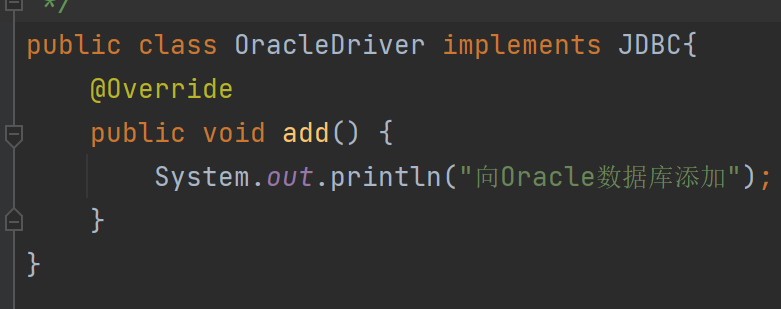 */
public class OracleDriver implements JDBC{
@Override
public void add() {
System.out.println("向Oracle数据库添加");
}
}